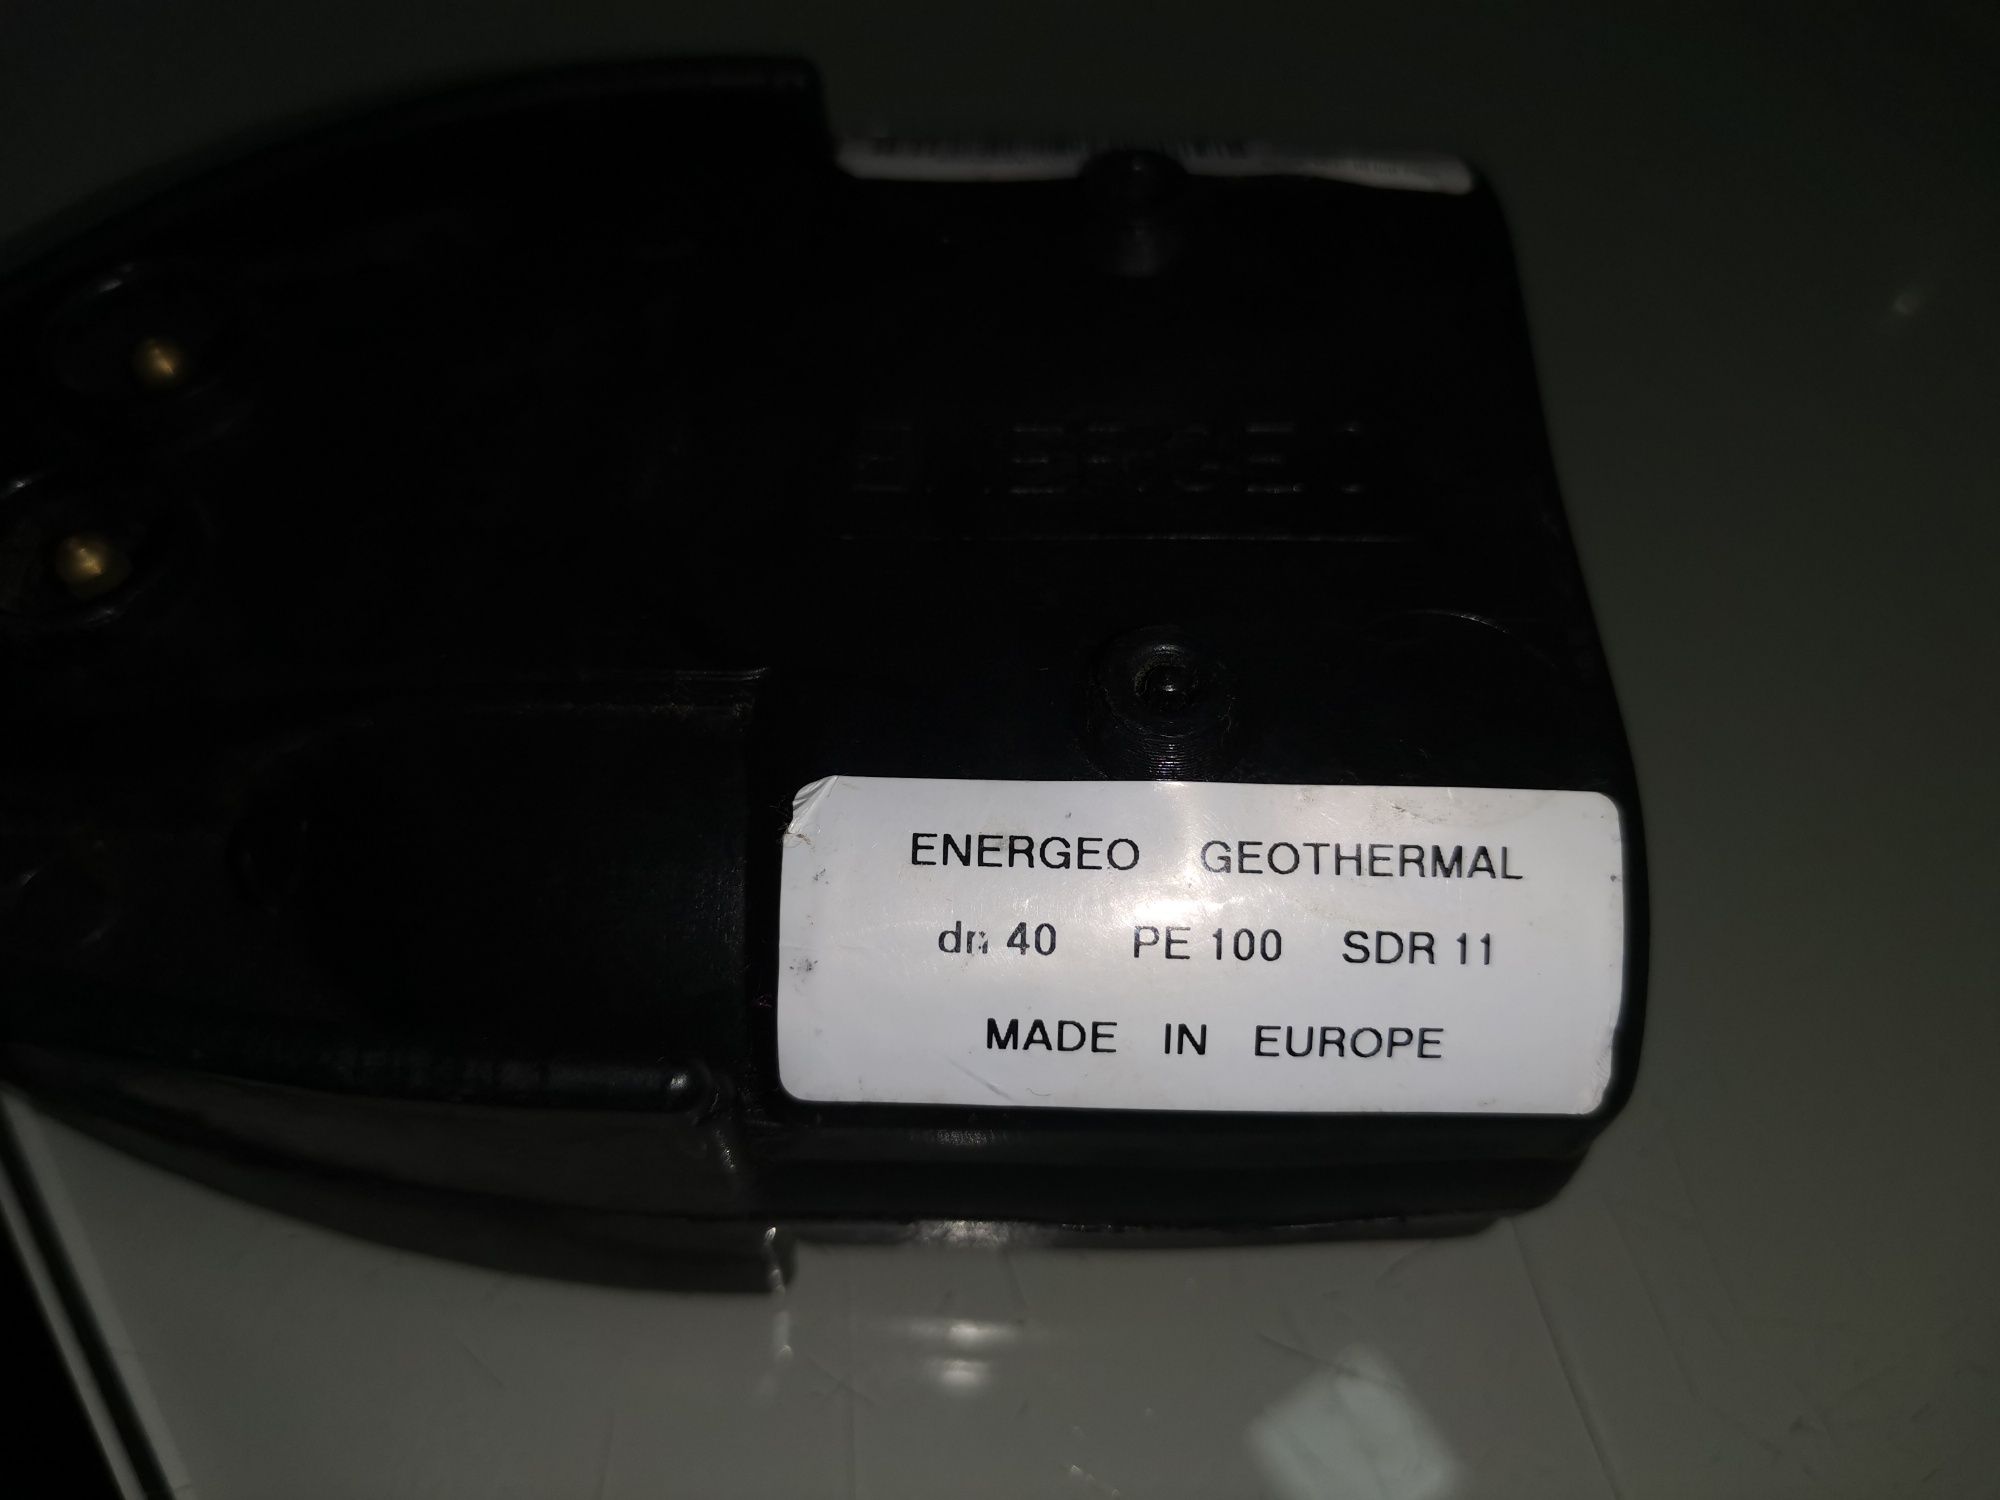 ENERGEO GEOTHERMAL
dn 40 PE 100 SDR 11
MADE IN EUROPE